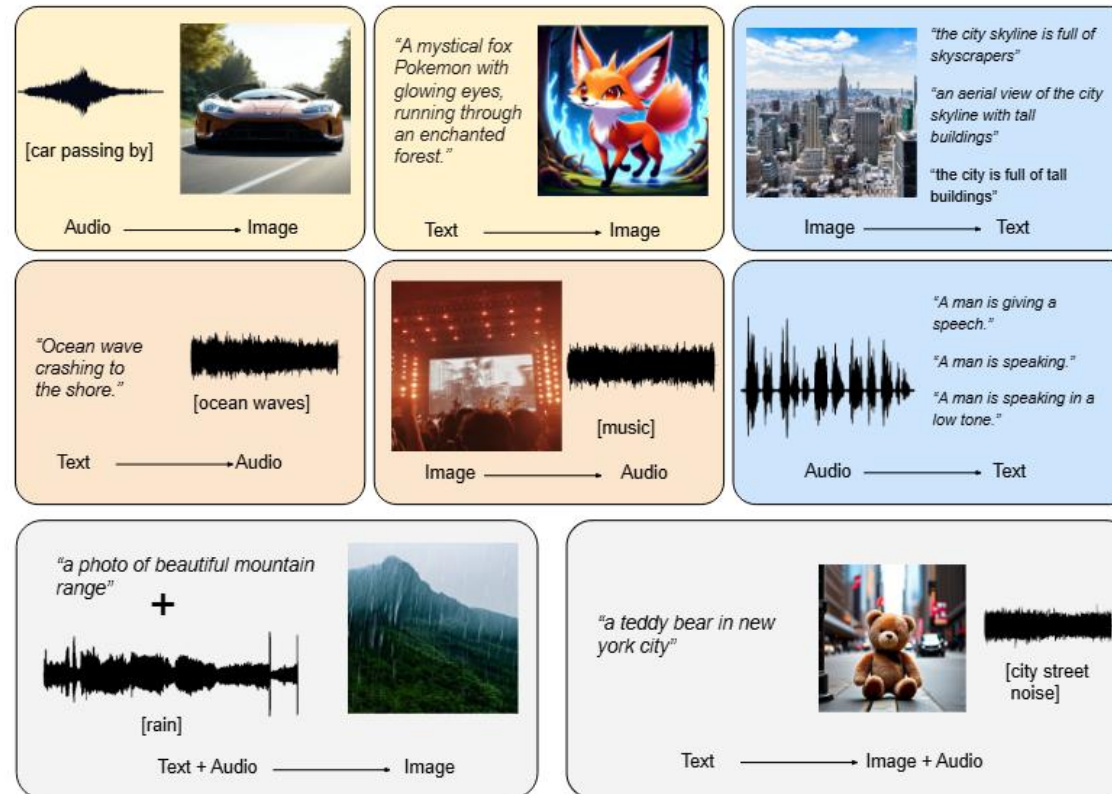 [car passing by]
Audio
Image
“A mystical fox
Pokemon with
glowing eyes,
running through
an enchanted
forest.”
Text
Image
“the city skyline is full of
skyscrapers”
“an aerial view of the city
skyline with tall
buildings”
“the city is full of tall
buildings”
Image
Text
“Ocean wave
crashing to
the shore.”
[ocean waves]
Text
Audio
[music]
Image
Audio
“A man is giving a
speech.”
“A man is speaking.”
“A man is speaking in a
low tone.”
Audio
Text
“a photo of beautiful mountain
range”
+
[rain]
Text + Audio
Image
“a teddy bear in new
york city”
[city street
noise]
Text
Image + Audio